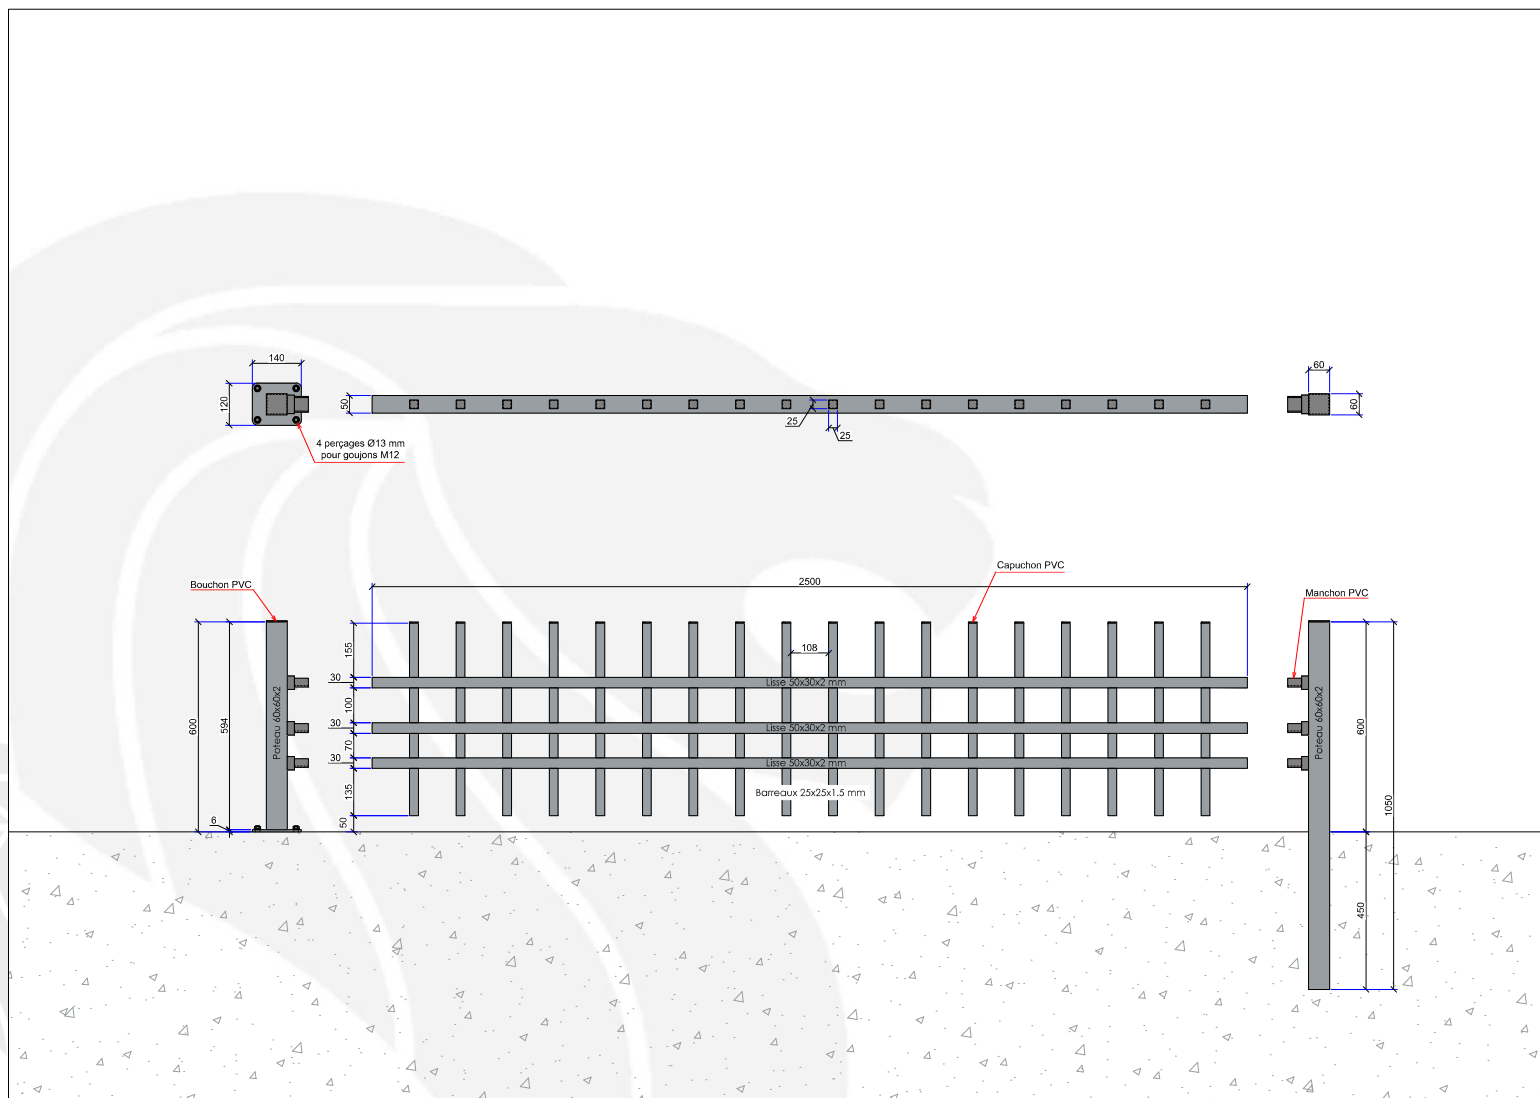 140
120
4 perçages Ø13 mm
pour goujons M12
50
25
25
60
60
Bouchon PVC
2500
Capuchon PVC
Manchon PVC
600
594
6
Poteau 60x60x2
155
30
100
30
70
30
135
50
108
Lisse 50x30x2 mm
Lisse 50x30x2 mm
Lisse 50x30x2 mm
Barreaux 25x25x1.5 mm
Poteau 60x60x2
600
1050
450